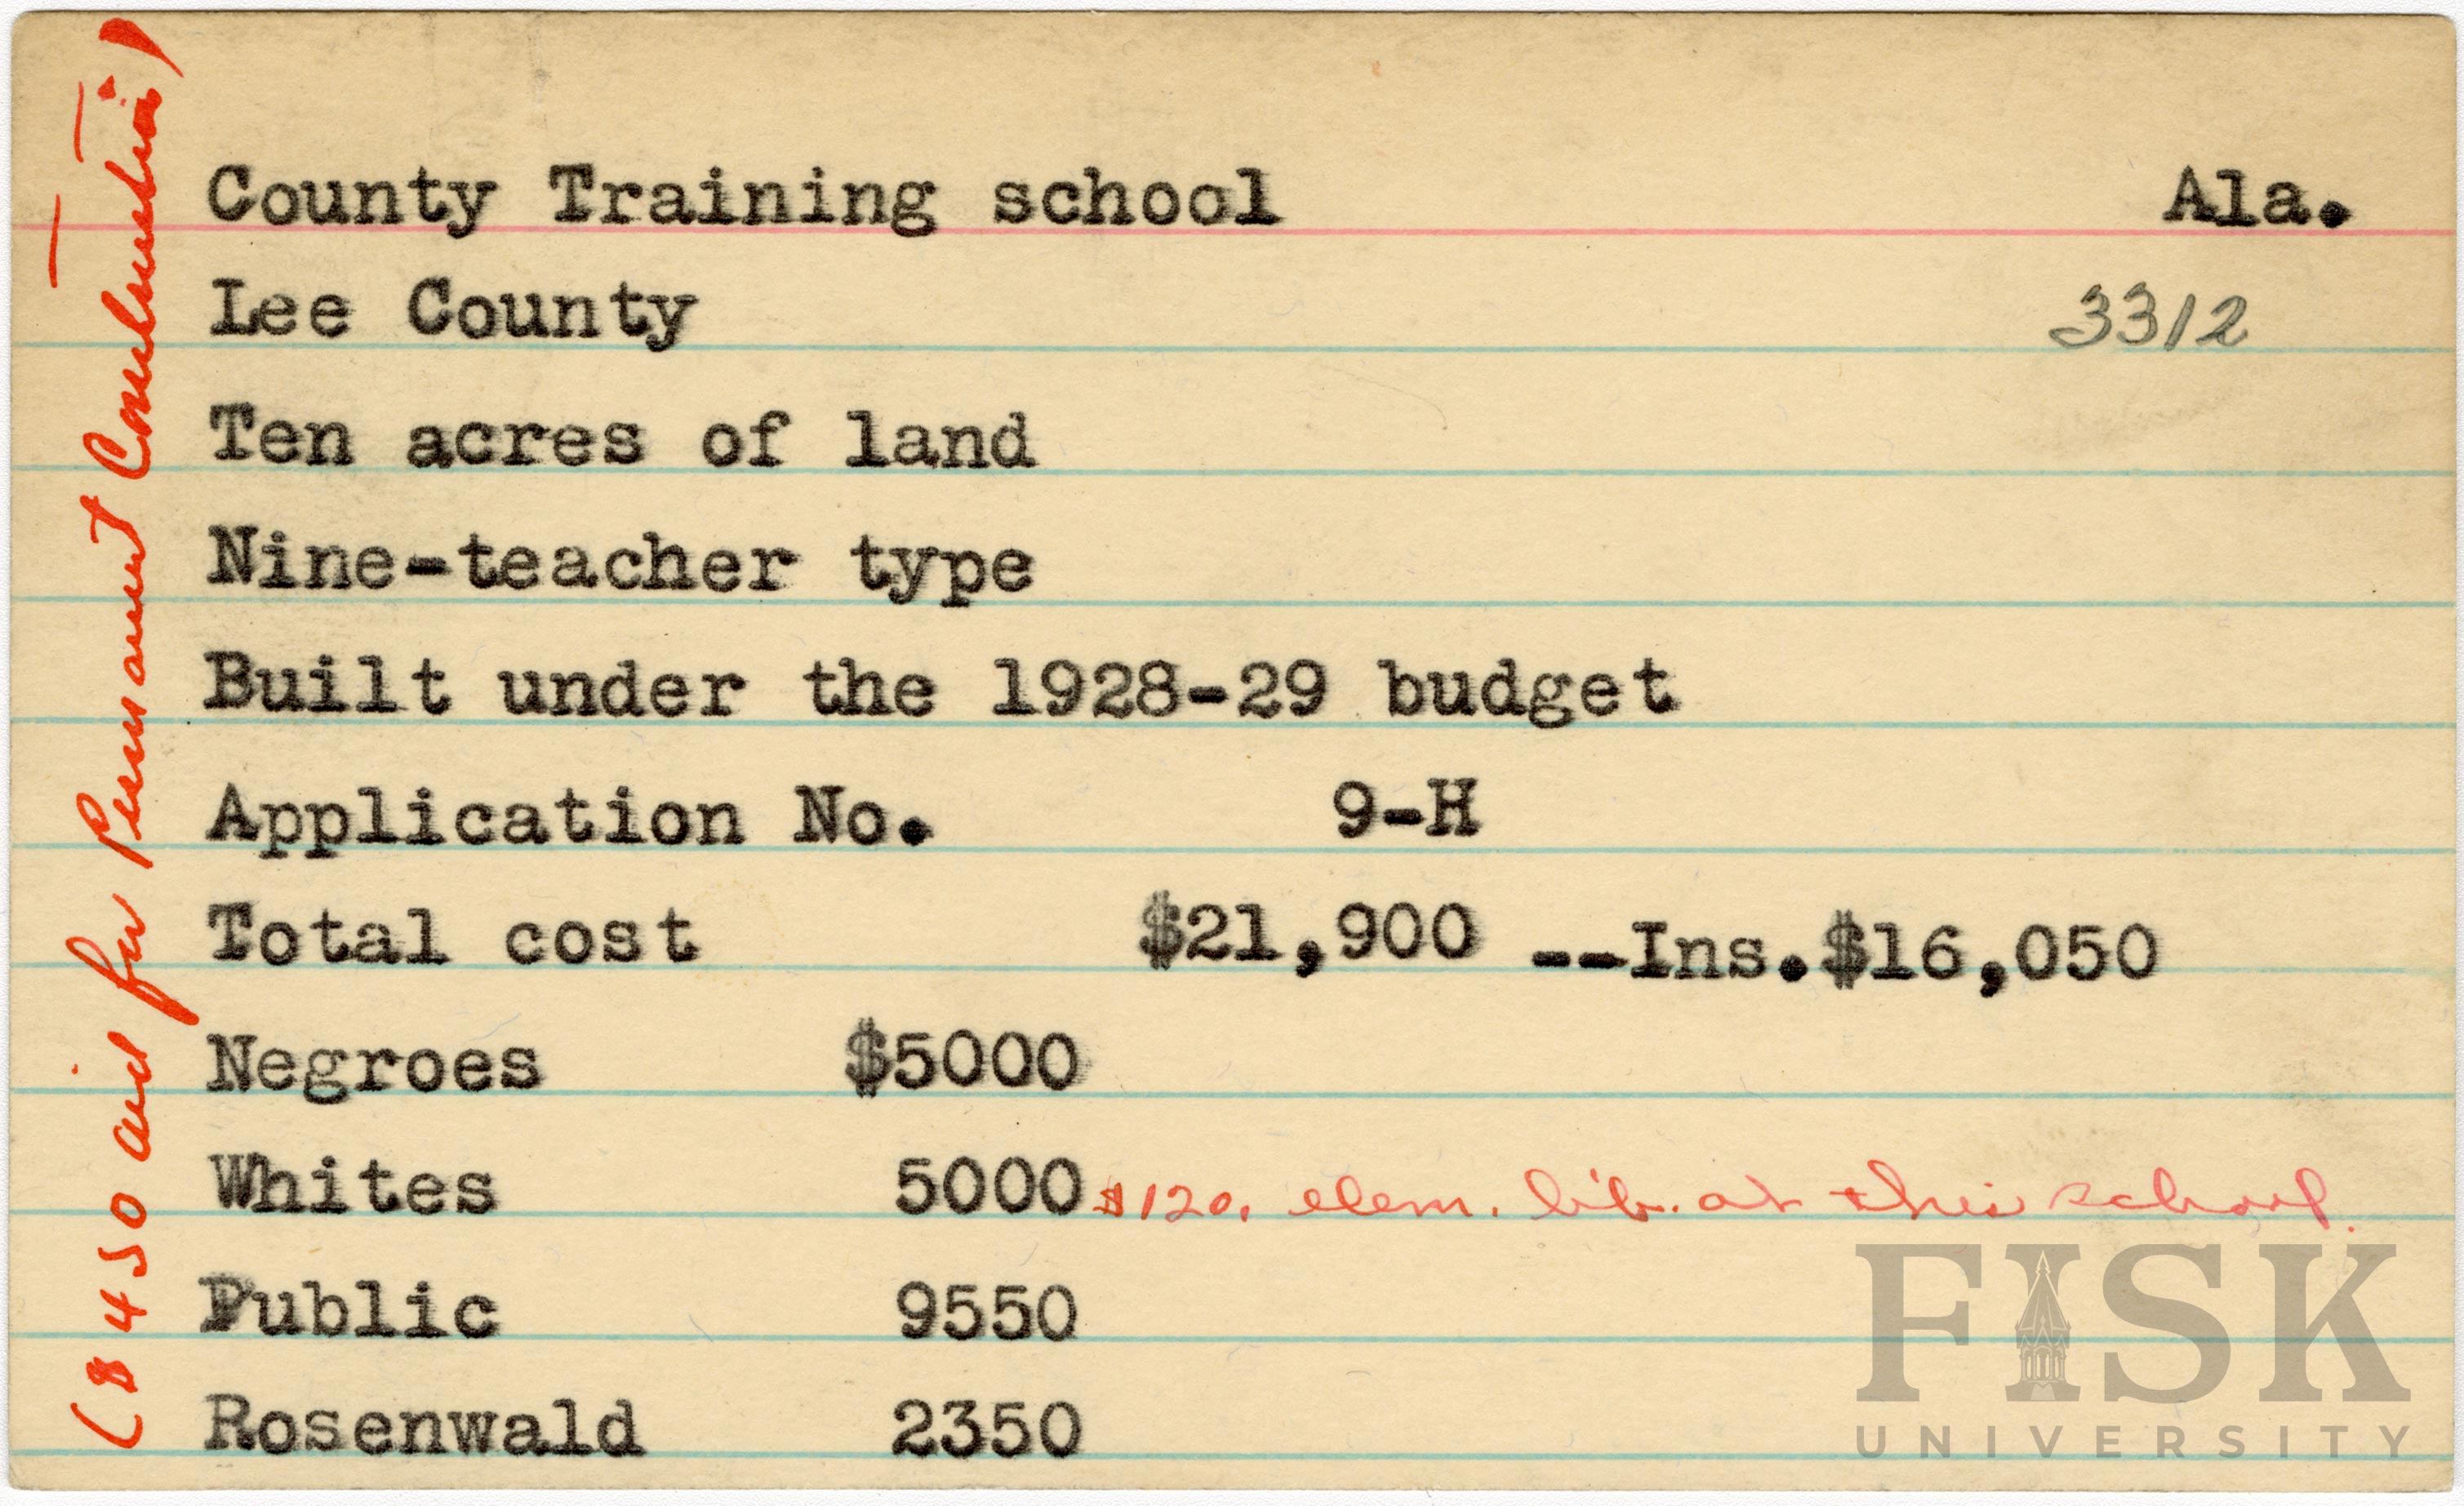 County Training school Ala.
Lee County 3312
Ten acres of land
Nine-teacher type
Built under the 1928-29 budget
Application No. 9-H
Total cost $21,900 --Ins.$16,050
Negroes $5000
Whites 5000 $120. elem. lib. at this school.
Public 9550
Rosenwald 2350
($450 aid for Permanent Construction)
FISK
UNIVERSITY